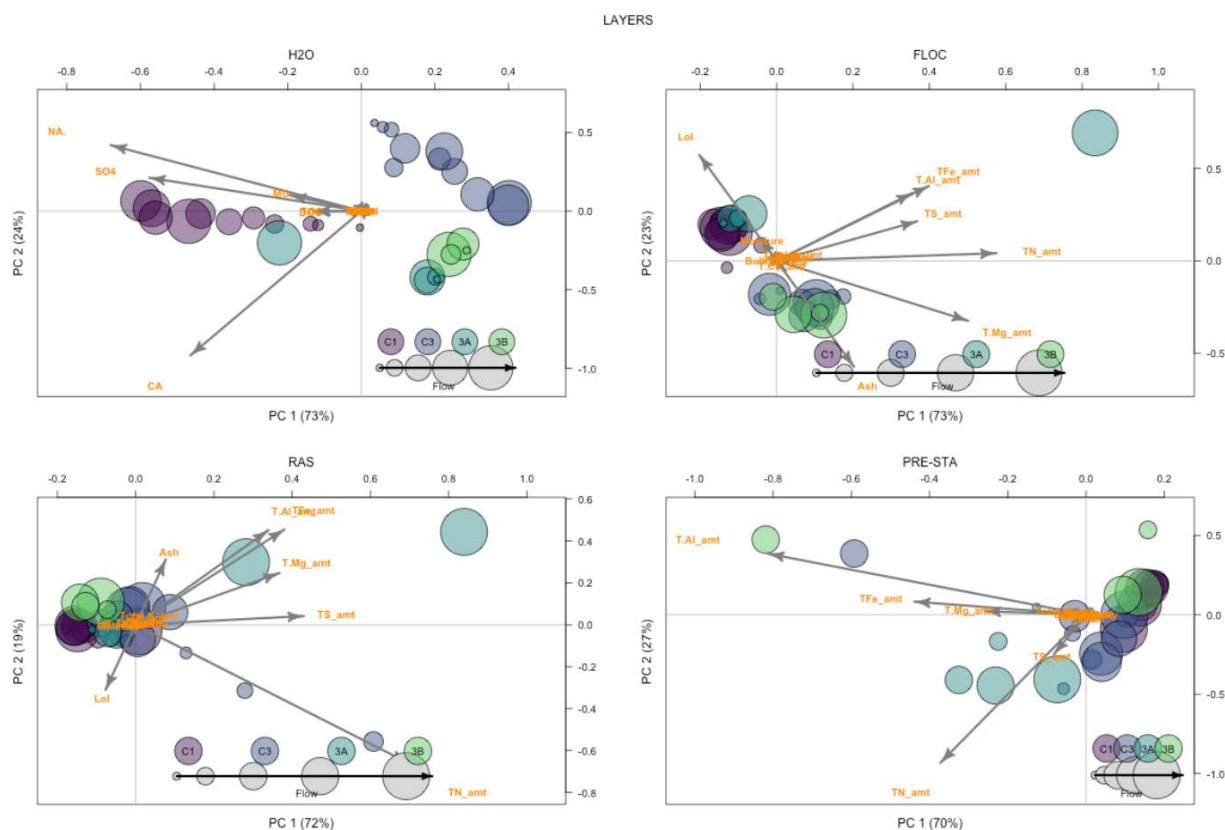 LAYERS
H2O
-0.8 -0.6 -0.4 -0.2 0.0 0.2 0.4
NA.
SO4
CA
0.5
0.0
-0.5
-1.0
C1 C3 3A 3B
Flow
PC 2 (24%)
PC 1 (73%)
FLOC
-0.2 0.0 0.2 0.4 0.6 0.8 1.0
LoI
TFe_amt
T.Al_amt
TS_amt
TN_amt
T.Mg_amt
Ash
0.5
0.0
-0.5
C1 C3 3A 3B
Flow
PC 2 (23%)
PC 1 (73%)
RAS
-0.2 0.0 0.2 0.4 0.6 0.8 1.0
T.Al_amt
Ash
T.Mg_amt
TS_amt
LoI
TN_amt
0.6
0.4
0.2
0.0
-0.2
-0.4
-0.6
-0.8
C1 C3 3A 3B
Flow
PC 2 (19%)
PC 1 (72%)
PRE-STA
-1.0 -0.8 -0.6 -0.4 -0.2 0.0 0.2
T.Al_amt
TFe_amt
T.Mg_amt
TS_amt
TN_amt
0.5
0.0
-0.5
-1.0
C1 C3 3A 3B
Flow
PC 2 (27%)
PC 1 (70%)